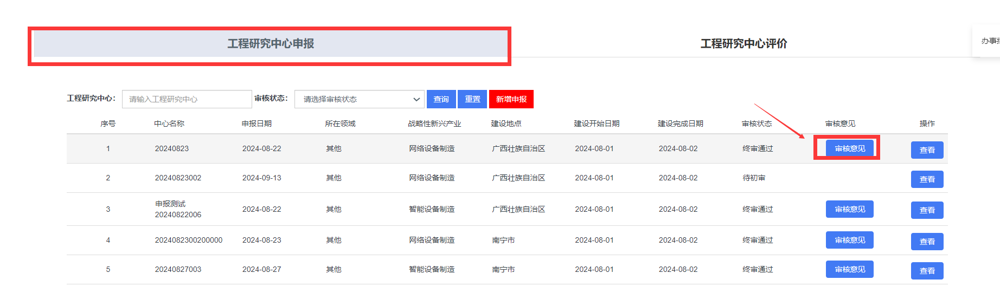 工程研究中心申报 工程研究中心评价
办事指
工程研究中心： 请输入工程研究中心 审核状态： 请选择审核状态 查询 重置 新增申报
序号 中心名称 申报日期 所在领域 战略性新兴产业 建设地点 建设开始日期 建设完成日期 审核状态 审核意见 操作
1 20240823 2024-08-22 其他 网络设备制造 广西壮族自治区 2024-08-01 2024-08-02 终审通过 审核意见 查看
2 20240823002 2024-09-13 其他 网络设备制造 广西壮族自治区 2024-08-01 2024-08-02 待初审 查看
3 申报测试
20240822006 2024-08-22 其他 智能设备制造 广西壮族自治区 2024-08-01 2024-08-02 终审通过 审核意见 查看
4 2024082300200000 2024-08-23 其他 网络设备制造 南宁市 2024-08-01 2024-08-02 终审通过 审核意见 查看
5 20240827003 2024-08-27 其他 智能设备制造 南宁市 2024-08-01 2024-08-02 终审通过 审核意见 查看